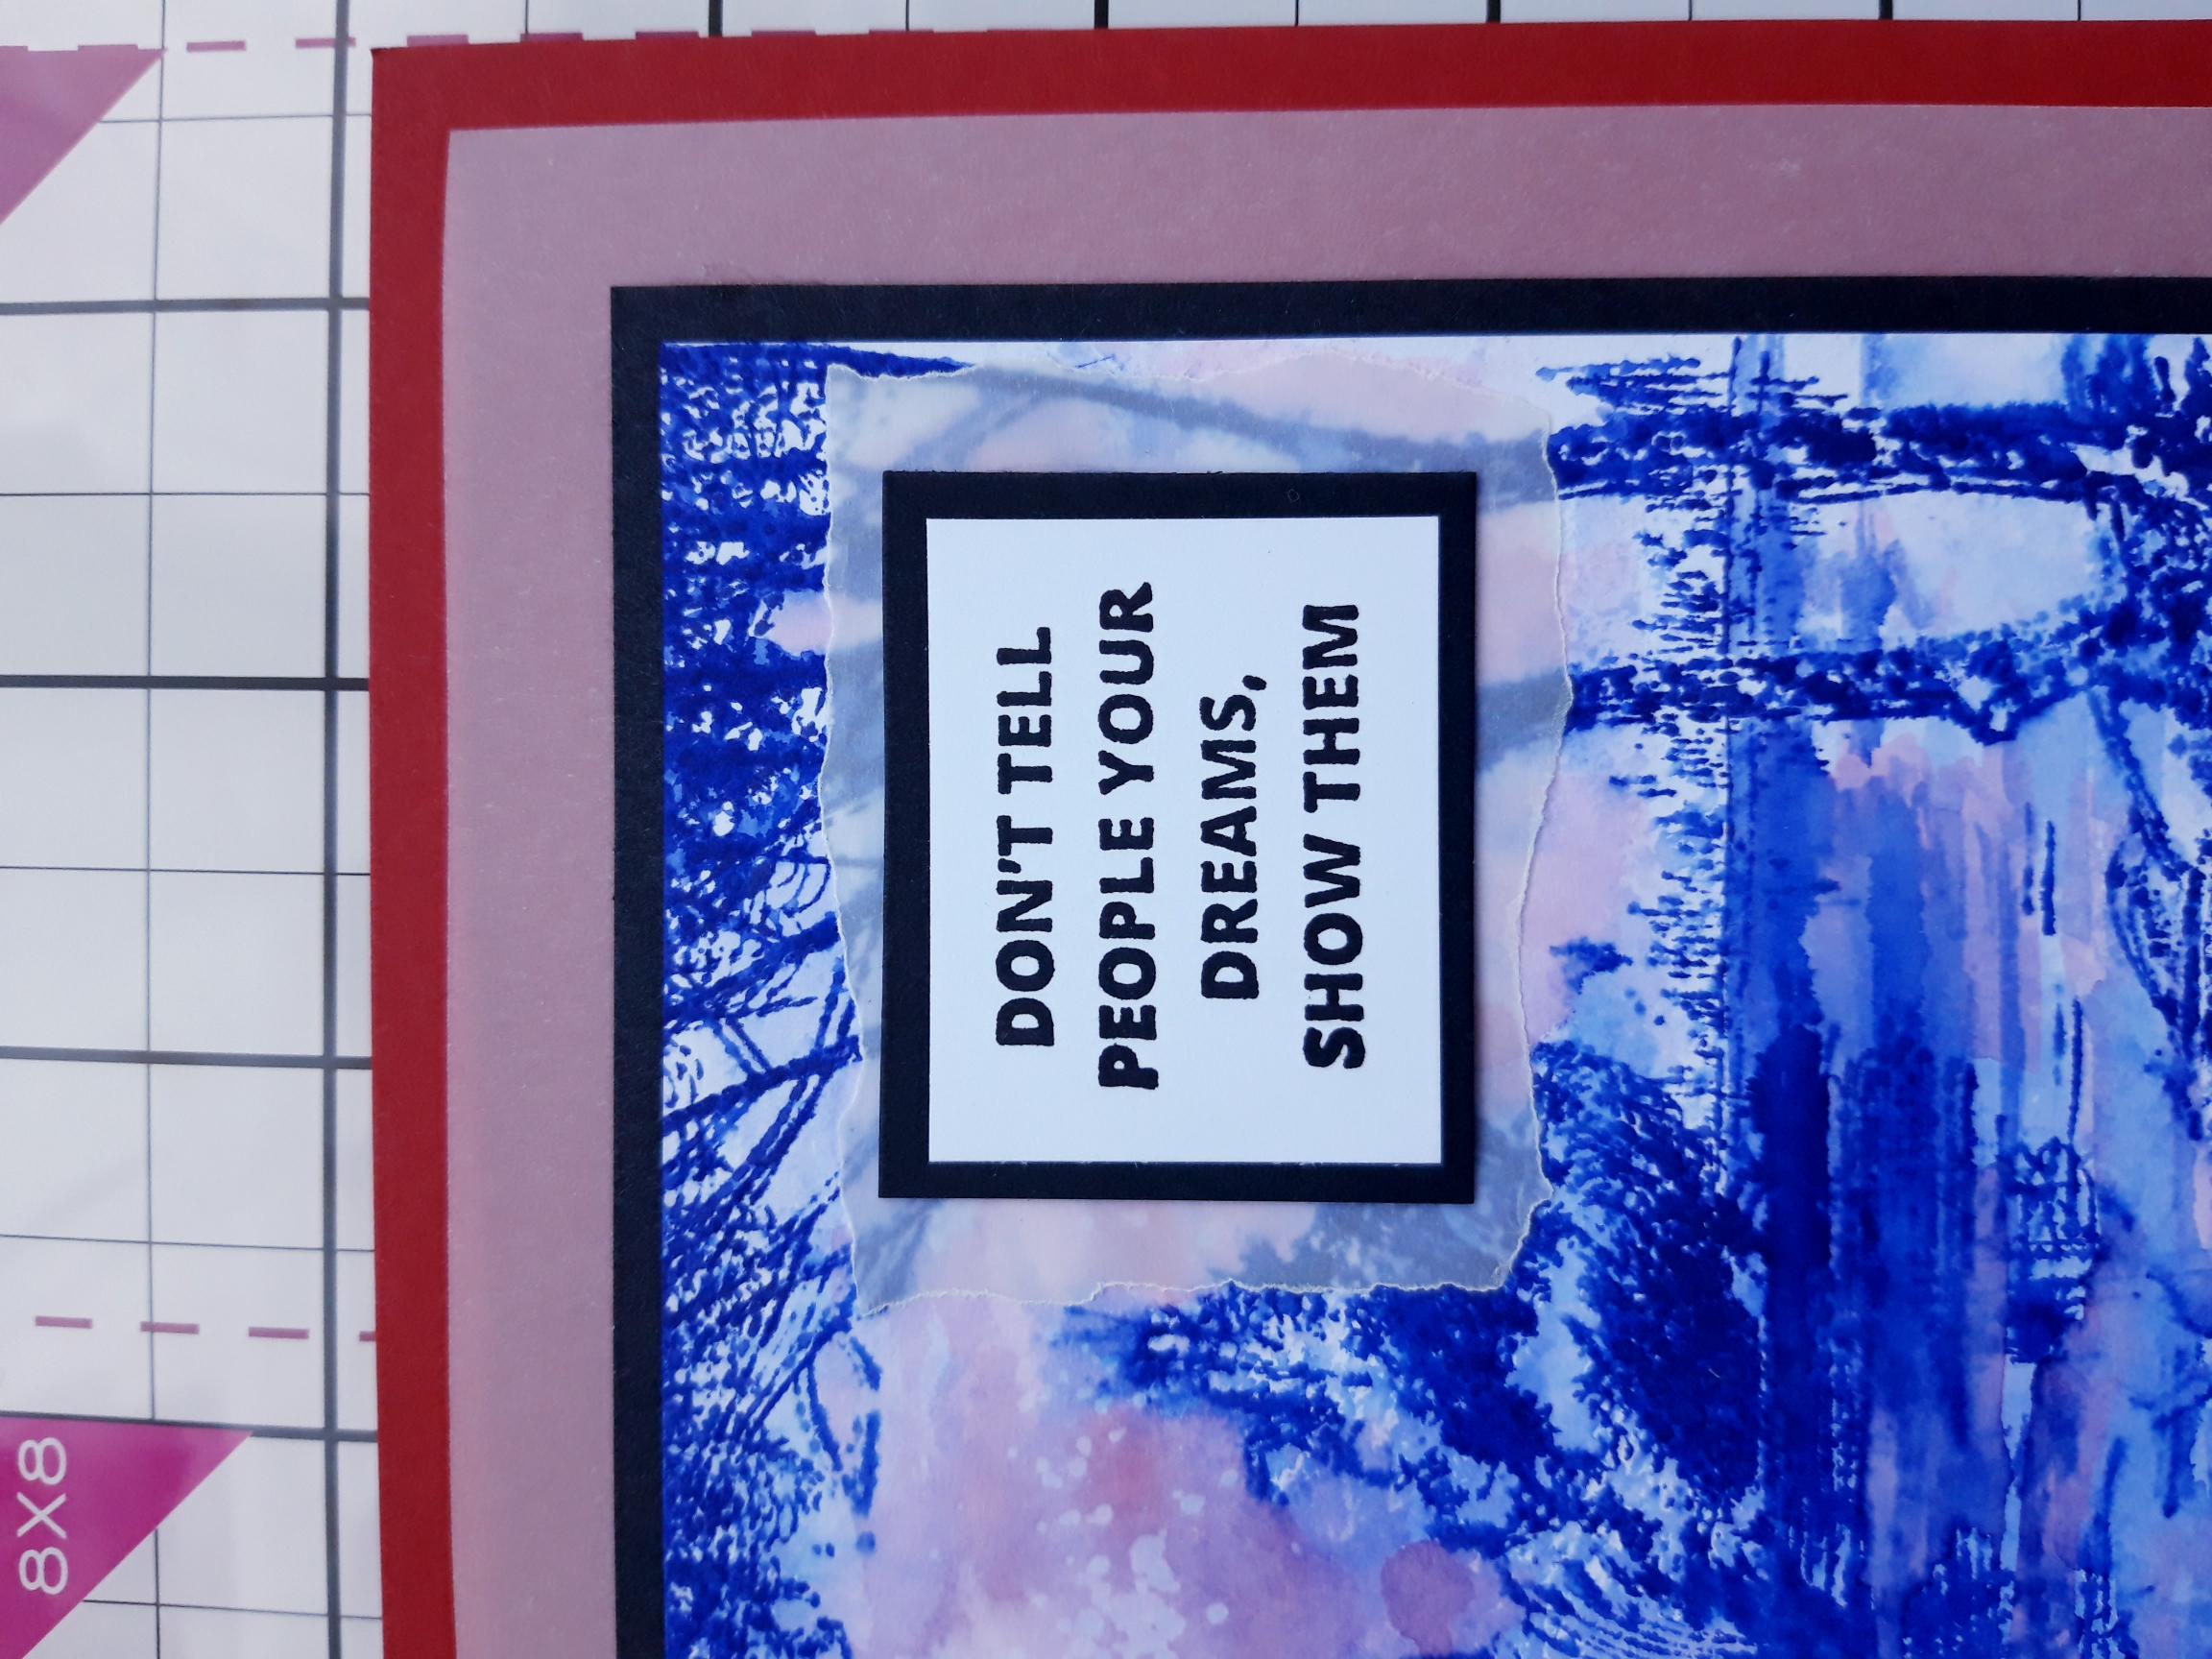 DON'T TELL
PEOPLE YOUR
DREAMS,
SHOW THEM
8X8